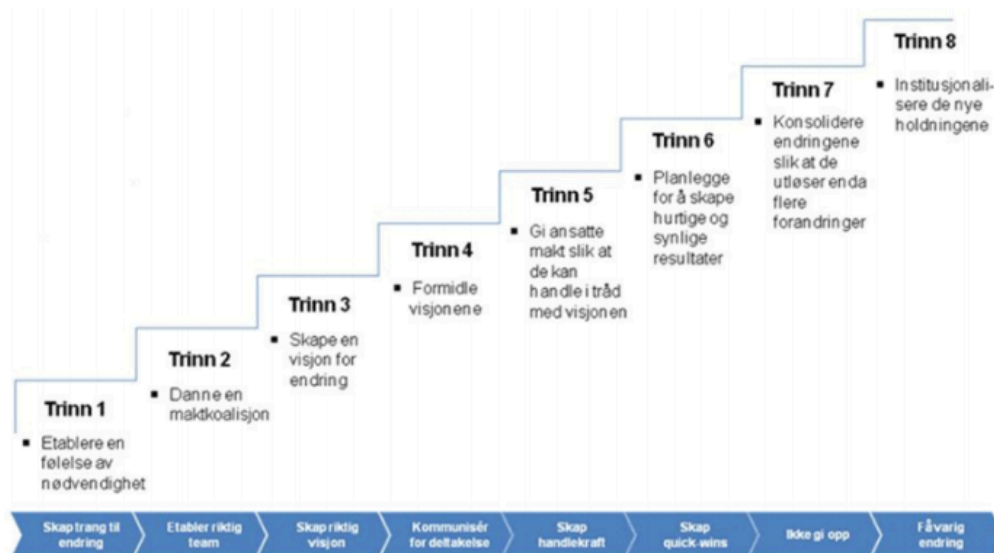 Trinn 1
Etablere en
følelse av
nødvendighet
Trinn 2
Danne en
maktkoalisjon
Trinn 3
Skape en
visjon for
endring
Trinn 4
Formidle
visjonene
Trinn 5
Gi ansatte
makt slik at
de kan
handle i tråd
med visjonen
Trinn 6
Planlegge
for å skape
hurtige og
synlige
resultater
Trinn 7
Konsolidere
endringene
slik at de
utløser enda
flere
forandringer
Trinn 8
Institusjonali-
sere de nye
holdningene
Skap trang til
endring
Etabler riktig
team
Skap riktig
visjon
Kommunisér
for deltakelse
Skap
handlekraft
Skap
quick-wins
Ikke gi opp
Få varig
endring